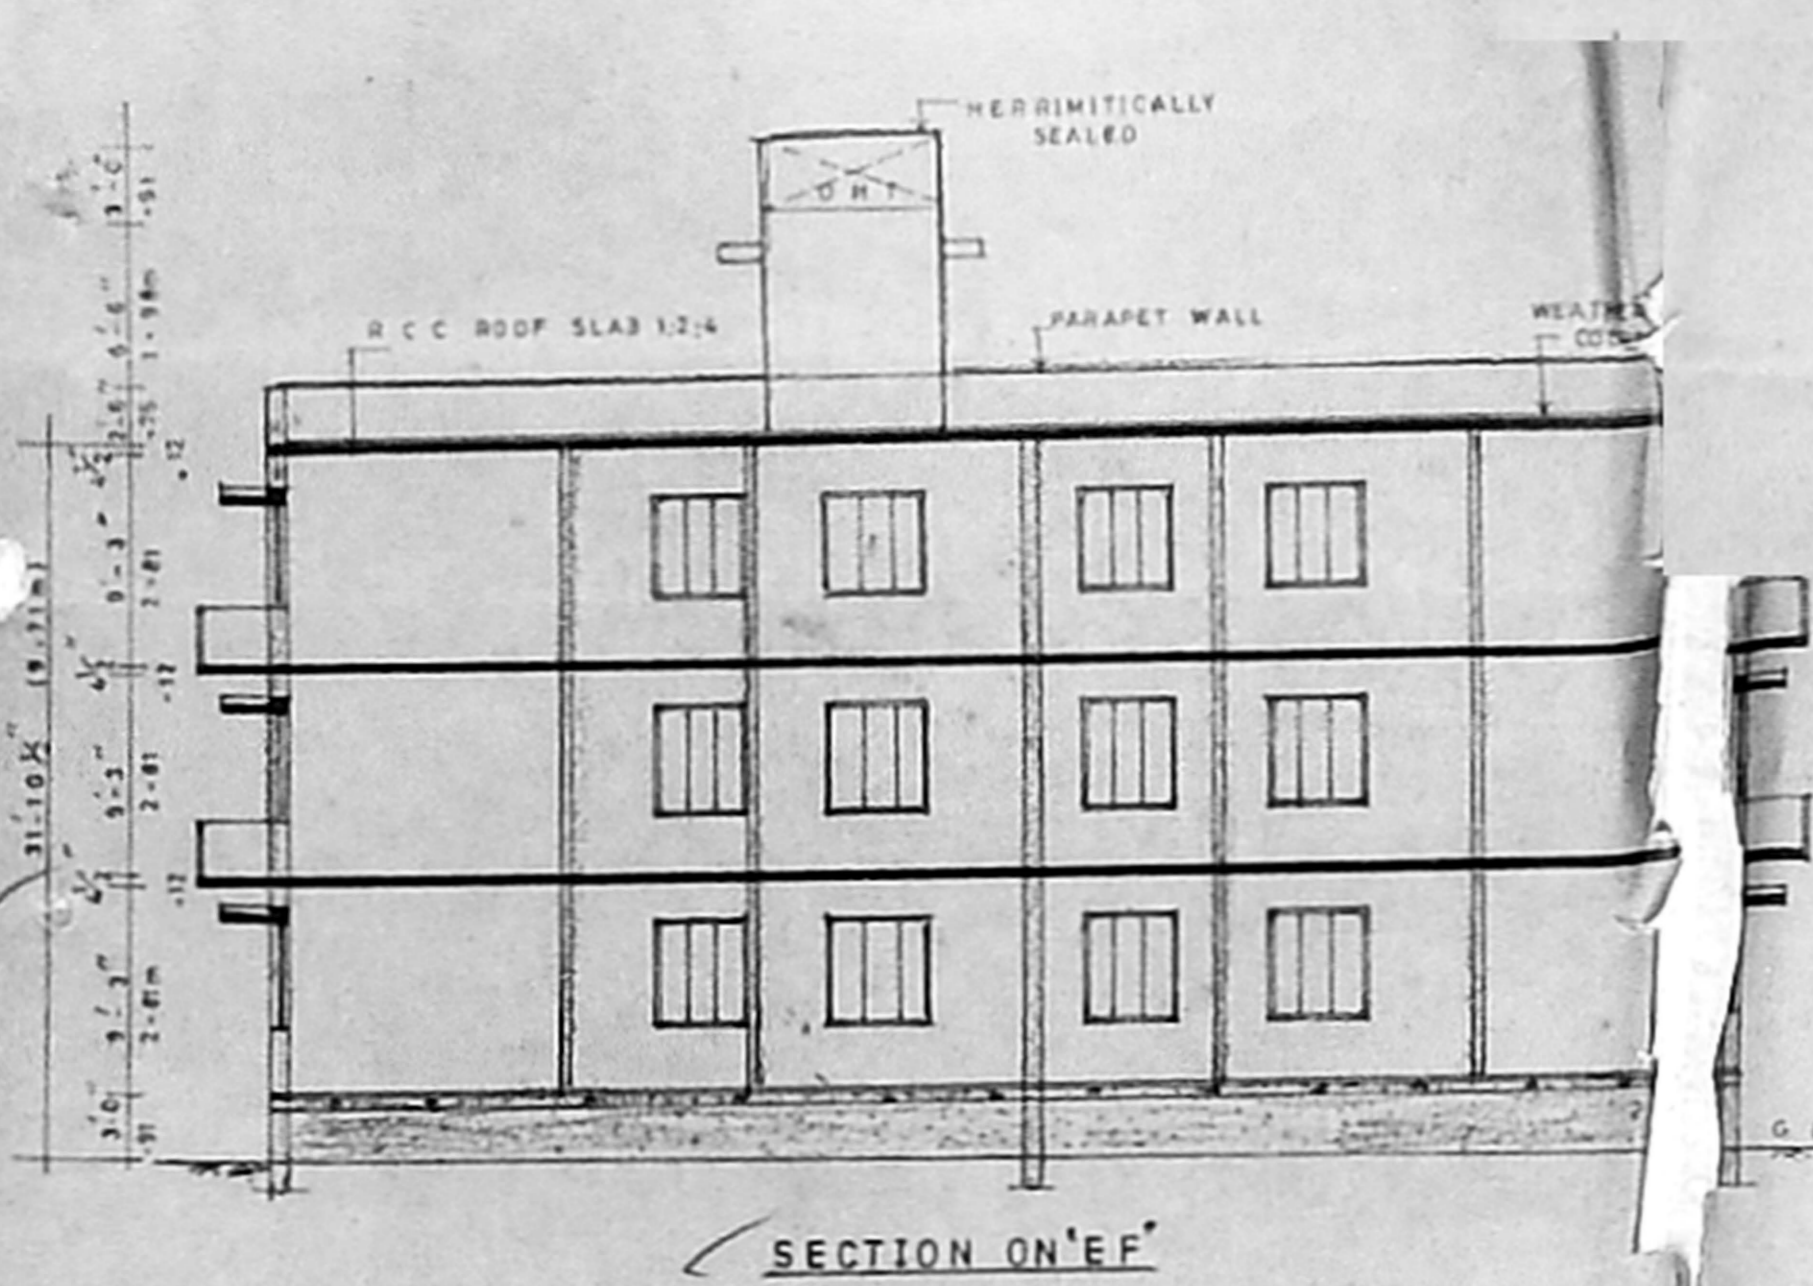 HERRIMITICALLY
SEALED
O H T
R C C ROOF SLAB 1:2:4
PARAPET WALL
WEATHER
3'-0"
·91
6'-6"
1·98m
2'-6"
·75
4½"
·12
9'-3"
2·81
4½"
·12
31'-10½" (9.71m)
9'-3"
2·81
4½"
·12
9'-3"
2·81m
3'0"
·91
G
SECTION ON 'EF'